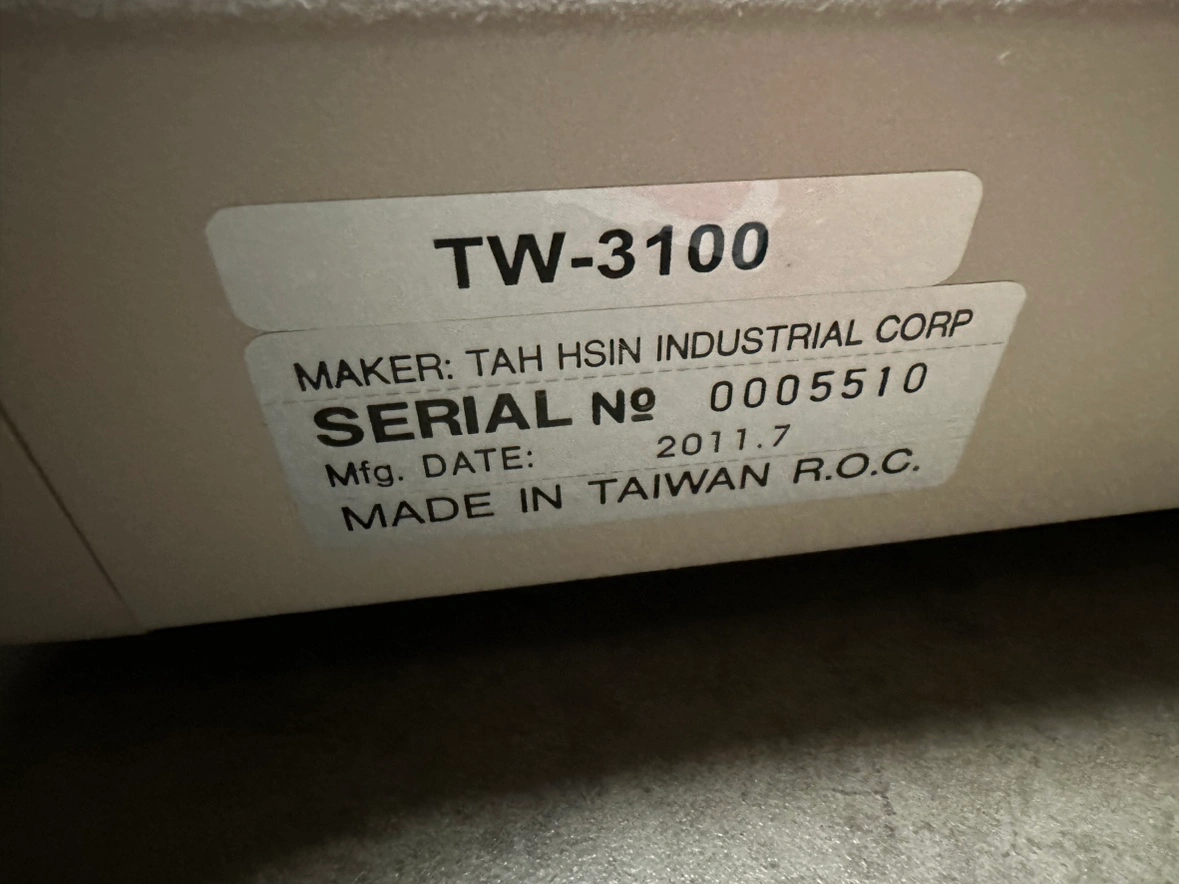 TW-3100
MAKER: TAH HSIN INDUSTRIAL CORP
SERIAL Nº 0005510
Mfg. DATE: 2011.7
MADE IN TAIWAN R.O.C.